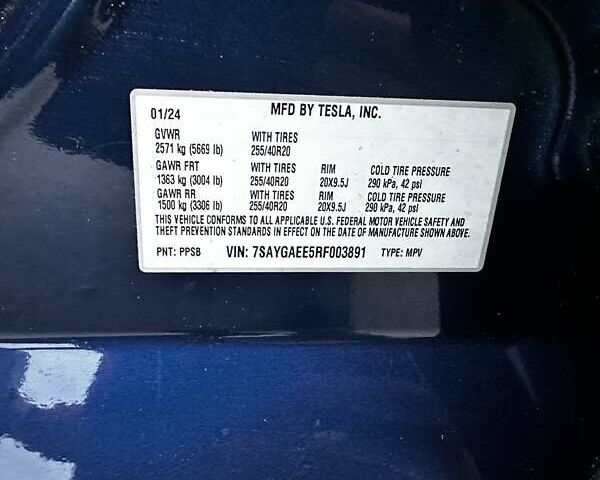 01/24 MFD BY TESLA, INC.
GVWR WITH TIRES
2571 kg (5669 lb) 255/40R20
GAWR FRT WITH TIRES RIM COLD TIRE PRESSURE
1363 kg (3004 lb) 255/40R20 20X9.5J 290 kPa, 42 psi
GAWR RR WITH TIRES RIM COLD TIRE PRESSURE
1500 kg (3306 lb) 255/40R20 20X9.5J 290 kPa, 42 psi
THIS VEHICLE CONFORMS TO ALL APPLICABLE U.S. FEDERAL MOTOR VEHICLE SAFETY AND
THEFT PREVENTION STANDARDS IN EFFECT ON THE DATE OF MANUFACTURE SHOWN ABOVE.
PNT: PPSB VIN: 7SAYGAEE5RF003891 TYPE: MPV